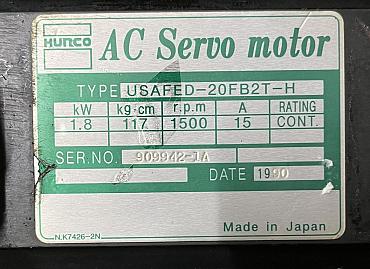 HURCO
AC Servo motor
TYPE USAFED-20FB2T-H
kW kg-cm r.p.m A RATING
1.8 117 1500 15 CONT.
SER.NO. 909942-1A
DATE 1990
Made in Japan
N.K7426-2N